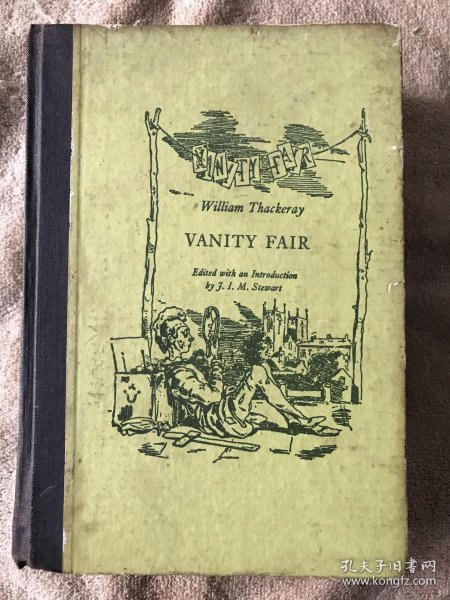 VANITY FAIR
William Thackeray
VANITY FAIR
Edited with an Introduction
by J. I. M. Stewart
孔夫子旧书网
www.kongfz.com